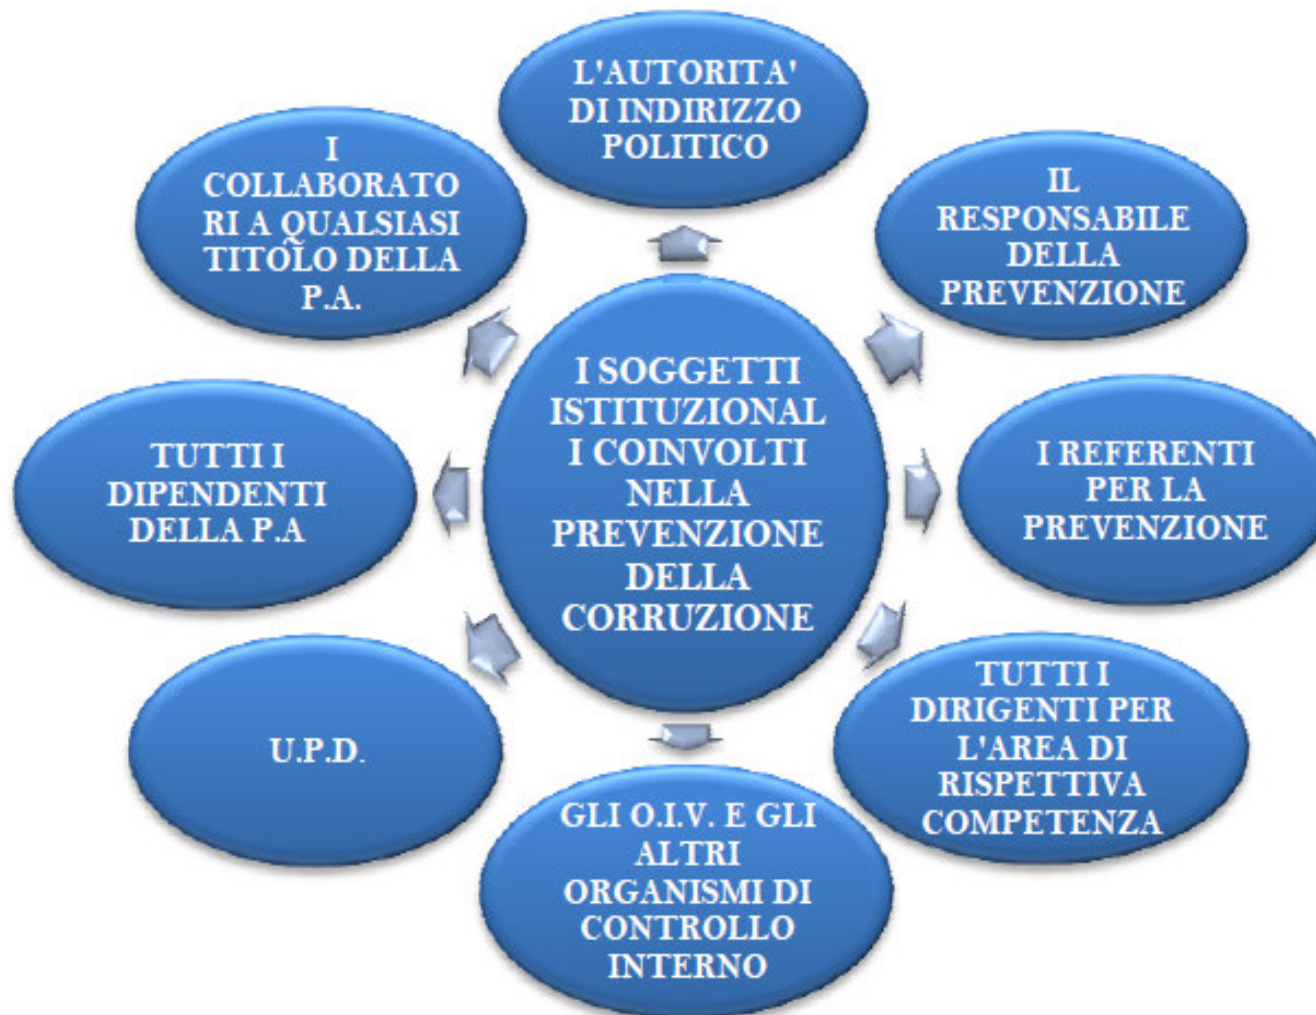 L'AUTORITA'
DI INDIRIZZO
POLITICO
IL
RESPONSABILE
DELLA
PREVENZIONE
I REFERENTI
PER LA
PREVENZIONE
TUTTI I
DIRIGENTI PER
L'AREA DI
RISPETTIVA
COMPETENZA
GLI O.I.V. E GLI
ALTRI
ORGANISMI DI
CONTROLLO
INTERNO
U.P.D.
TUTTI I
DIPENDENTI
DELLA P.A
I
COLLABORATO
RI A QUALSIASI
TITOLO DELLA
P.A.
I SOGGETTI
ISTITUZIONAL
I COINVOLTI
NELLA
PREVENZIONE
DELLA
CORRUZIONE